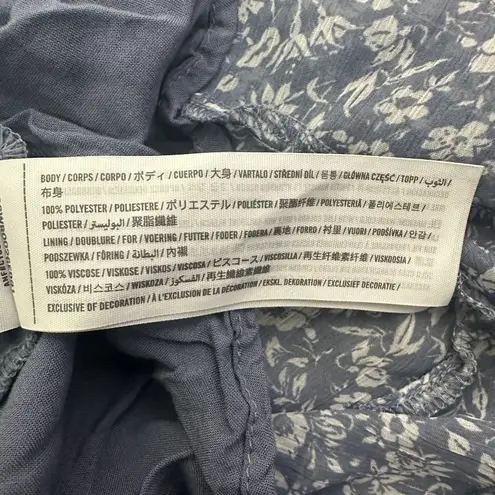 BODY / CORPS / CORPO / ボディ / CUERPO / 大身 / VARTALO / STŘEDNÍ DÍL / 몸통 / GŁÓWNA CZĘŚĆ / TOPP / الثوب /
布身
100% POLYESTER / POLIESTERE / ポリエステル / POLIÉSTER / 聚酯纤维 / POLYESTERIÄ / 폴리에스테르 /
POLIESTER / البوليستر / 聚脂纖維
LINING / DOUBLURE / FOR / VOERING / FUTTER / FODER / FODERA / 裏地 / FORRO / 衬里 / VUORI / PODŠÍVKA / 안감 /
PODSZEWKA / FÓRING / البطانة / 內襯
100% VISCOSE / VISKOSE / VISKOS / VISCOSA / ビスコース / VISCOSILLA / 再生纤维素纤维 / VISKOOSIA /
VISKÓZA / 비스코스 / WISKOZA / الفسكوز / 再生纖維素纖維
EXCLUSIVE OF DECORATION / À L'EXCLUSION DE LA DÉCORATION / EKSKL. DEKORATION / EXCLUSIEF DECORATIE /